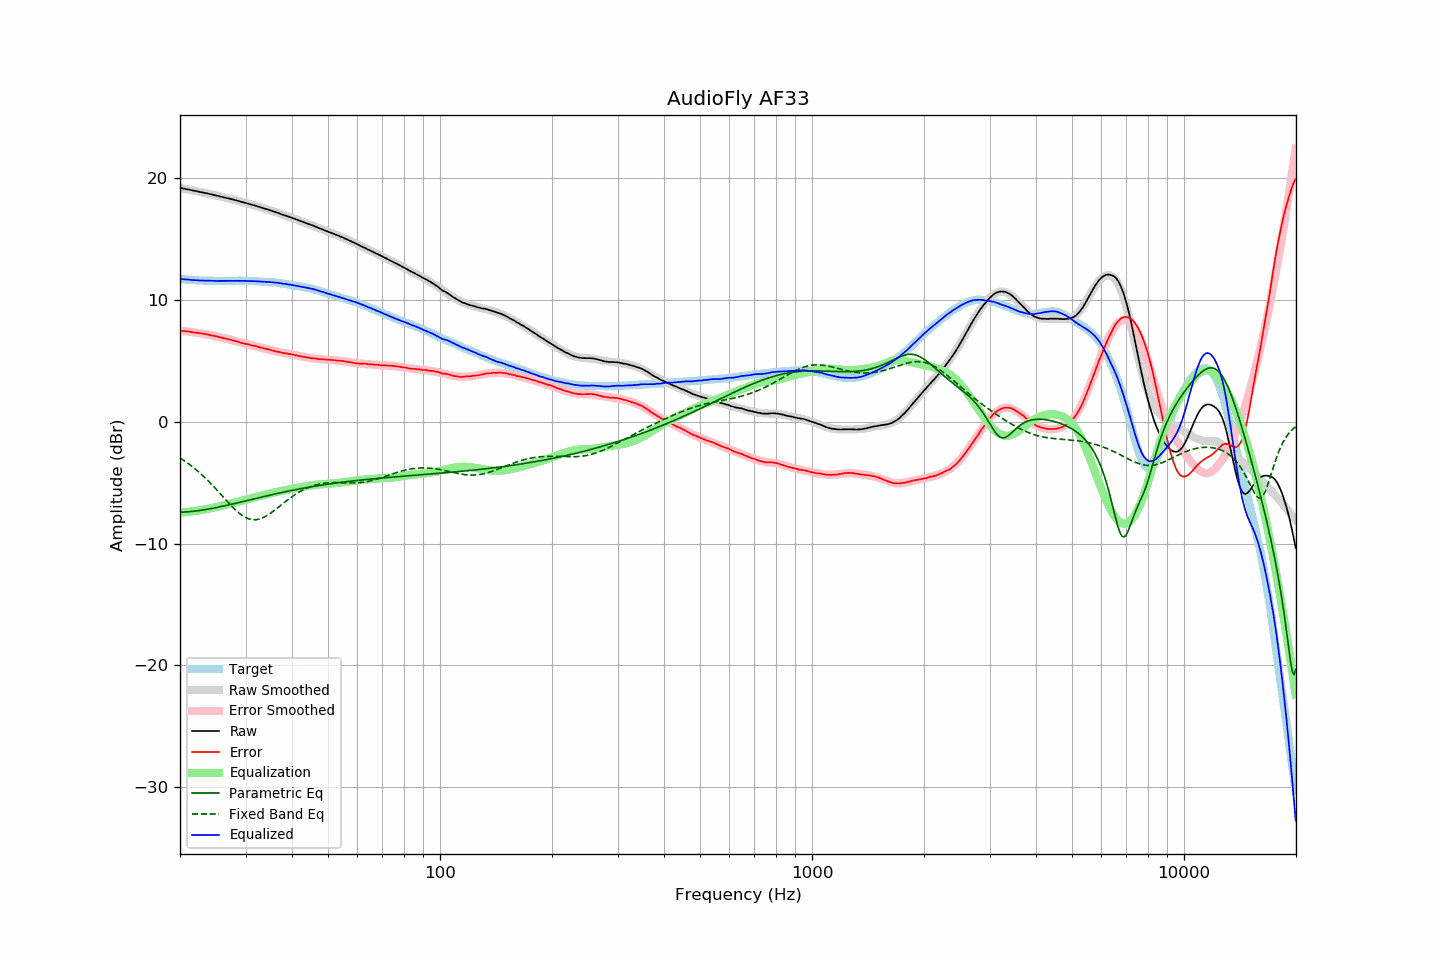 AudioFly AF33
20
10
0
−10
−20
−30
Amplitude (dBr)
Target
Raw Smoothed
Error Smoothed
Raw
Error
Equalization
Parametric Eq
Fixed Band Eq
Equalized
100
1000
10000
Frequency (Hz)